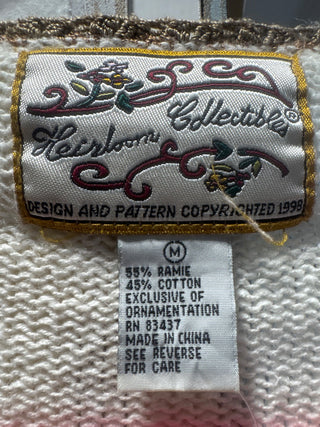 Heirloom Collectibles®
DESIGN AND PATTERN COPYRIGHTED 1998
M
55% RAMIE
45% COTTON
EXCLUSIVE OF
ORNAMENTATION
RN 83437
MADE IN CHINA
SEE REVERSE
FOR CARE